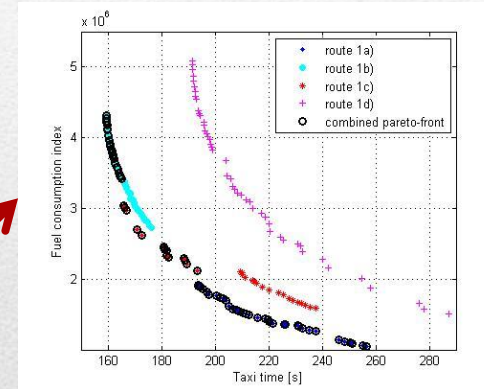 x 10^6
5
4
3
2
Fuel consumption index
route 1a)
route 1b)
route 1c)
route 1d)
combined pareto-front
160 180 200 220 240 260 280
Taxi time [s]